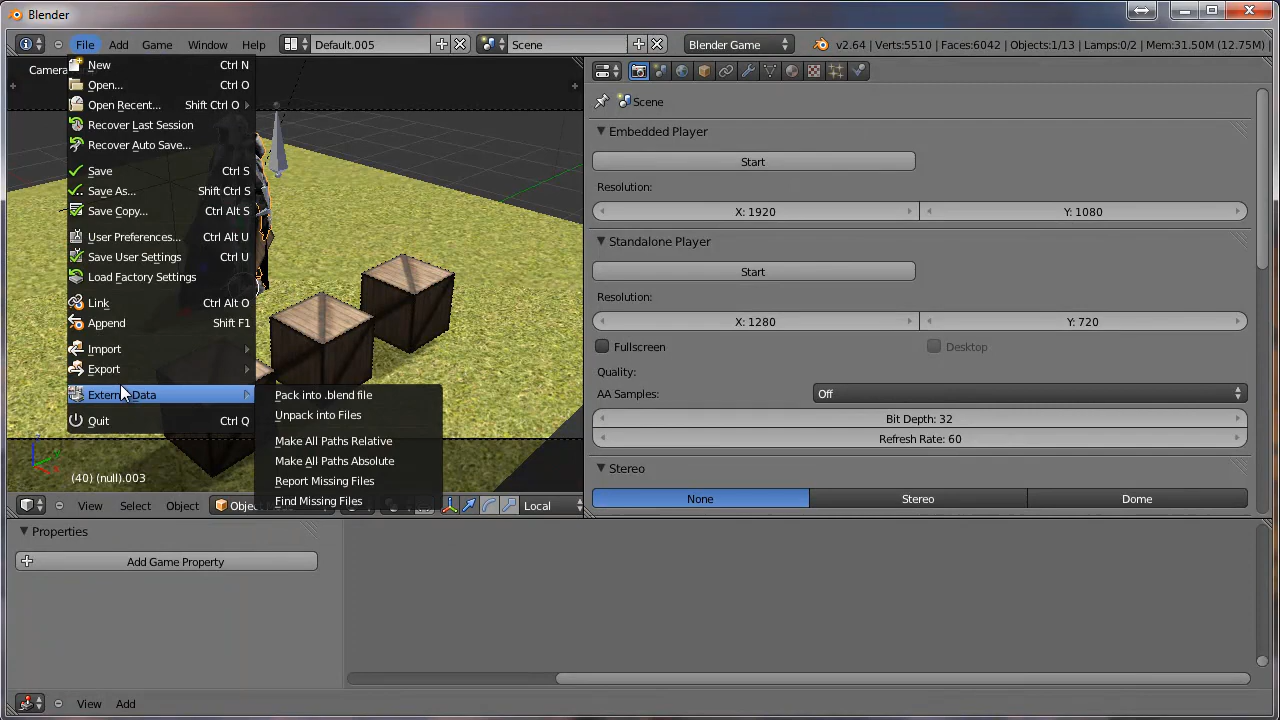 Blender
File Add Game Window Help Default.005 Scene Blender Game v2.64 | Verts:5510 | Faces:6042 | Objects:1/13 | Lamps:0/2 | Mem:31.50M (12.75M) |
Camera
New Ctrl N
Open... Ctrl O
Open Recent... Shift Ctrl O
Recover Last Session
Recover Auto Save...
Save Ctrl S
Save As... Shift Ctrl S
Save Copy... Ctrl Alt S
User Preferences... Ctrl Alt U
Save User Settings Ctrl U
Load Factory Settings
Link Ctrl Alt O
Append Shift F1
Import
Export
External Data
Quit Ctrl Q
Pack into .blend file
Unpack into Files
Make All Paths Relative
Make All Paths Absolute
Report Missing Files
Find Missing Files
(40) (null).003
View Select Object Local
Scene
Embedded Player
Start
Resolution:
X: 1920 Y: 1080
Standalone Player
Start
Resolution:
X: 1280 Y: 720
Fullscreen Desktop
Quality:
AA Samples: Off
Bit Depth: 32
Refresh Rate: 60
Stereo
None Stereo Dome
Properties
Add Game Property
View Add